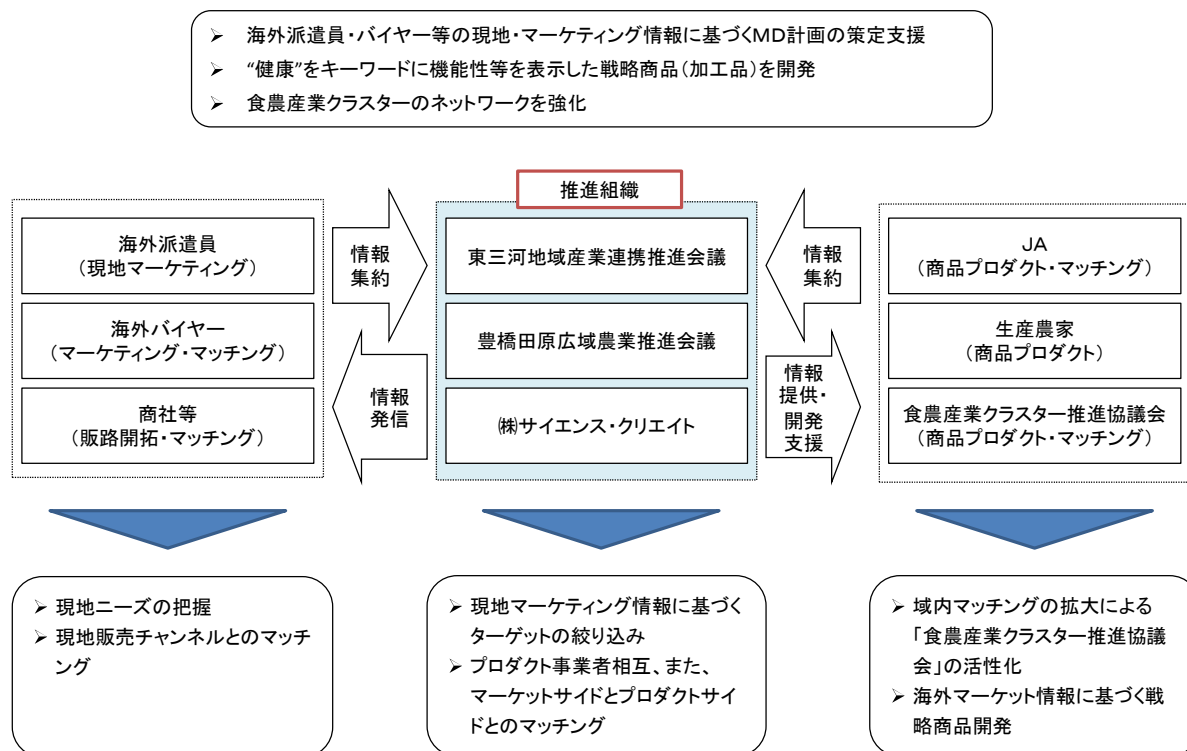 ➢ 海外派遣員・バイヤー等の現地・マーケティング情報に基づくMD計画の策定支援
➢ “健康”をキーワードに機能性等を表示した戦略商品（加工品）を開発
➢ 食農産業クラスターのネットワークを強化
推進組織
海外派遣員
（現地マーケティング）
海外バイヤー
（マーケティング・マッチング）
商社等
（販路開拓・マッチング）
情報
集約
情報
発信
東三河地域産業連携推進会議
豊橋田原広域農業推進会議
㈱サイエンス・クリエイト
情報
集約
情報
提供・
開発
支援
JA
（商品プロダクト・マッチング）
生産農家
（商品プロダクト）
食農産業クラスター推進協議会
（商品プロダクト・マッチング）
➢ 現地ニーズの把握
➢ 現地販売チャンネルとのマッチ
ング
➢ 現地マーケティング情報に基づく
ターゲットの絞り込み
➢ プロダクト事業者相互、また、
マーケットサイドとプロダクトサイ
ドとのマッチング
➢ 域内マッチングの拡大による
「食農産業クラスター推進協議
会」の活性化
➢ 海外マーケット情報に基づく戦
略商品開発